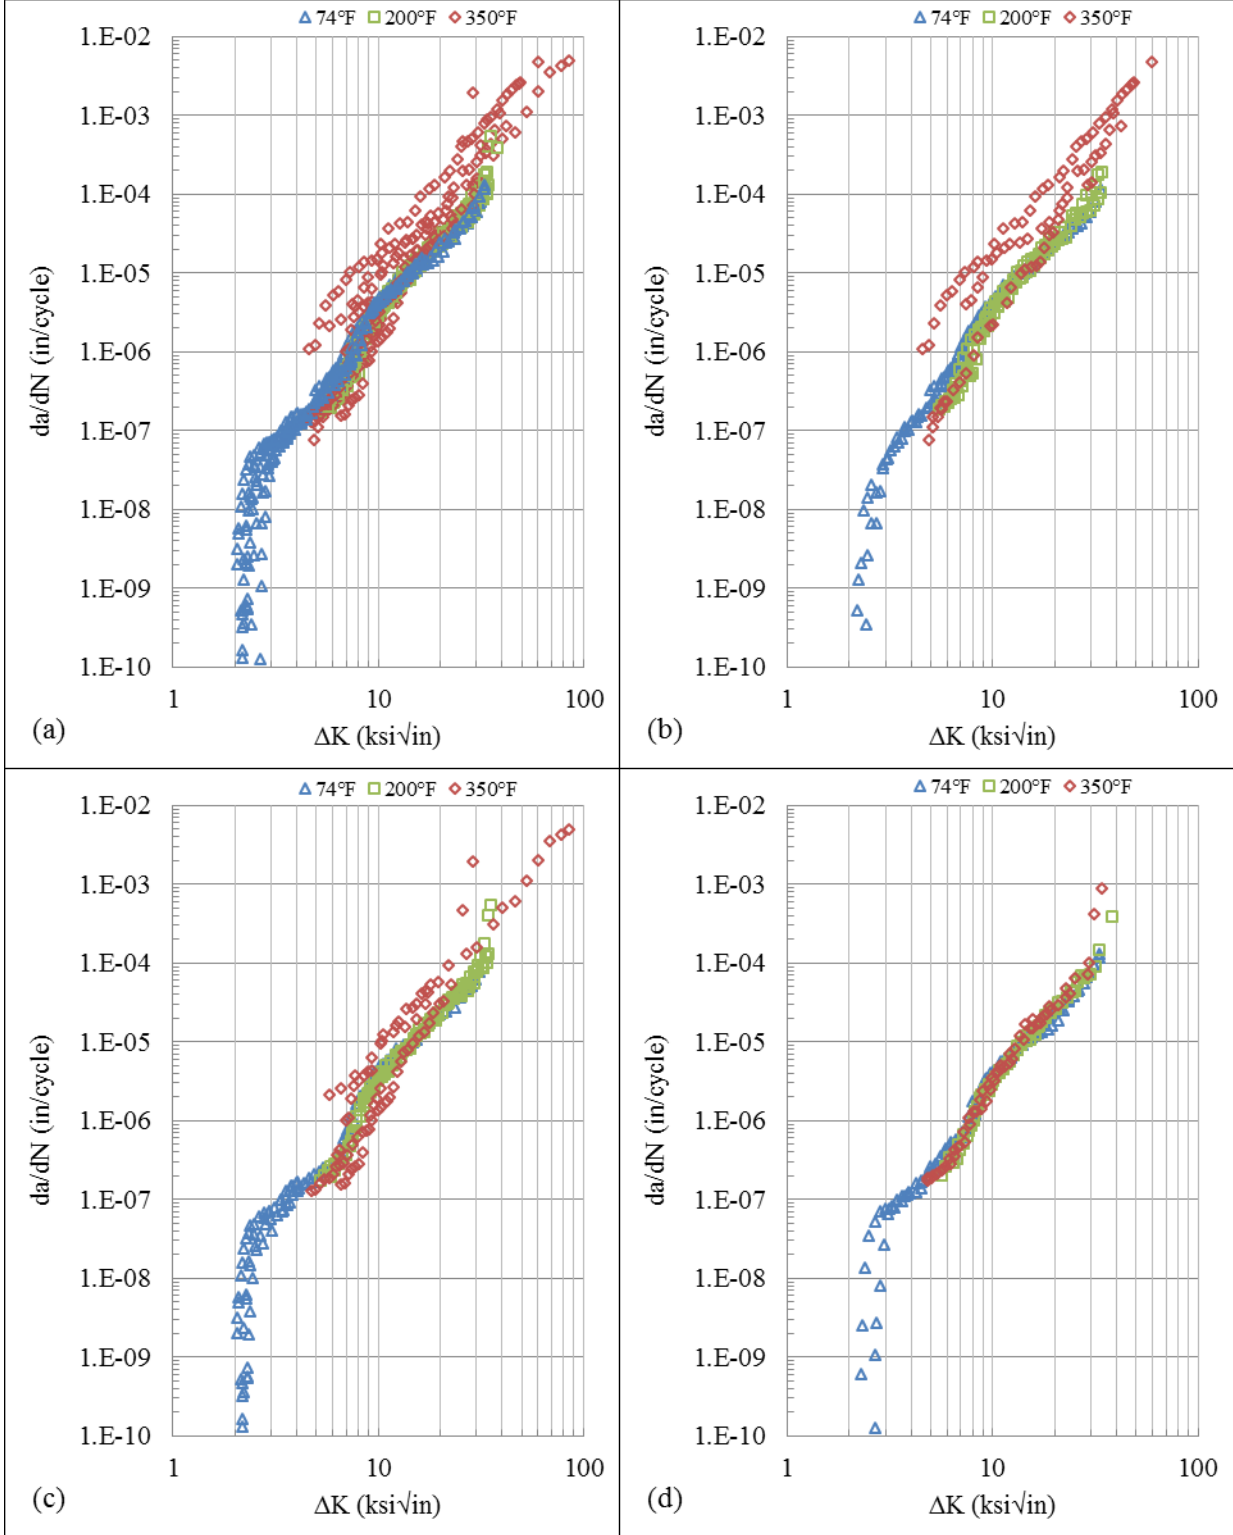 74°F 200°F 350°F
1.E-02
1.E-03
1.E-04
1.E-05
1.E-06
1.E-07
1.E-08
1.E-09
1.E-10
da/dN (in/cycle)
1 10 100
ΔK (ksi√in)
(a)
74°F 200°F 350°F
1.E-02
1.E-03
1.E-04
1.E-05
1.E-06
1.E-07
1.E-08
1.E-09
1.E-10
da/dN (in/cycle)
1 10 100
ΔK (ksi√in)
(b)
74°F 200°F 350°F
1.E-02
1.E-03
1.E-04
1.E-05
1.E-06
1.E-07
1.E-08
1.E-09
1.E-10
da/dN (in/cycle)
1 10 100
ΔK (ksi√in)
(c)
74°F 200°F 350°F
1.E-02
1.E-03
1.E-04
1.E-05
1.E-06
1.E-07
1.E-08
1.E-09
1.E-10
da/dN (in/cycle)
1 10 100
ΔK (ksi√in)
(d)